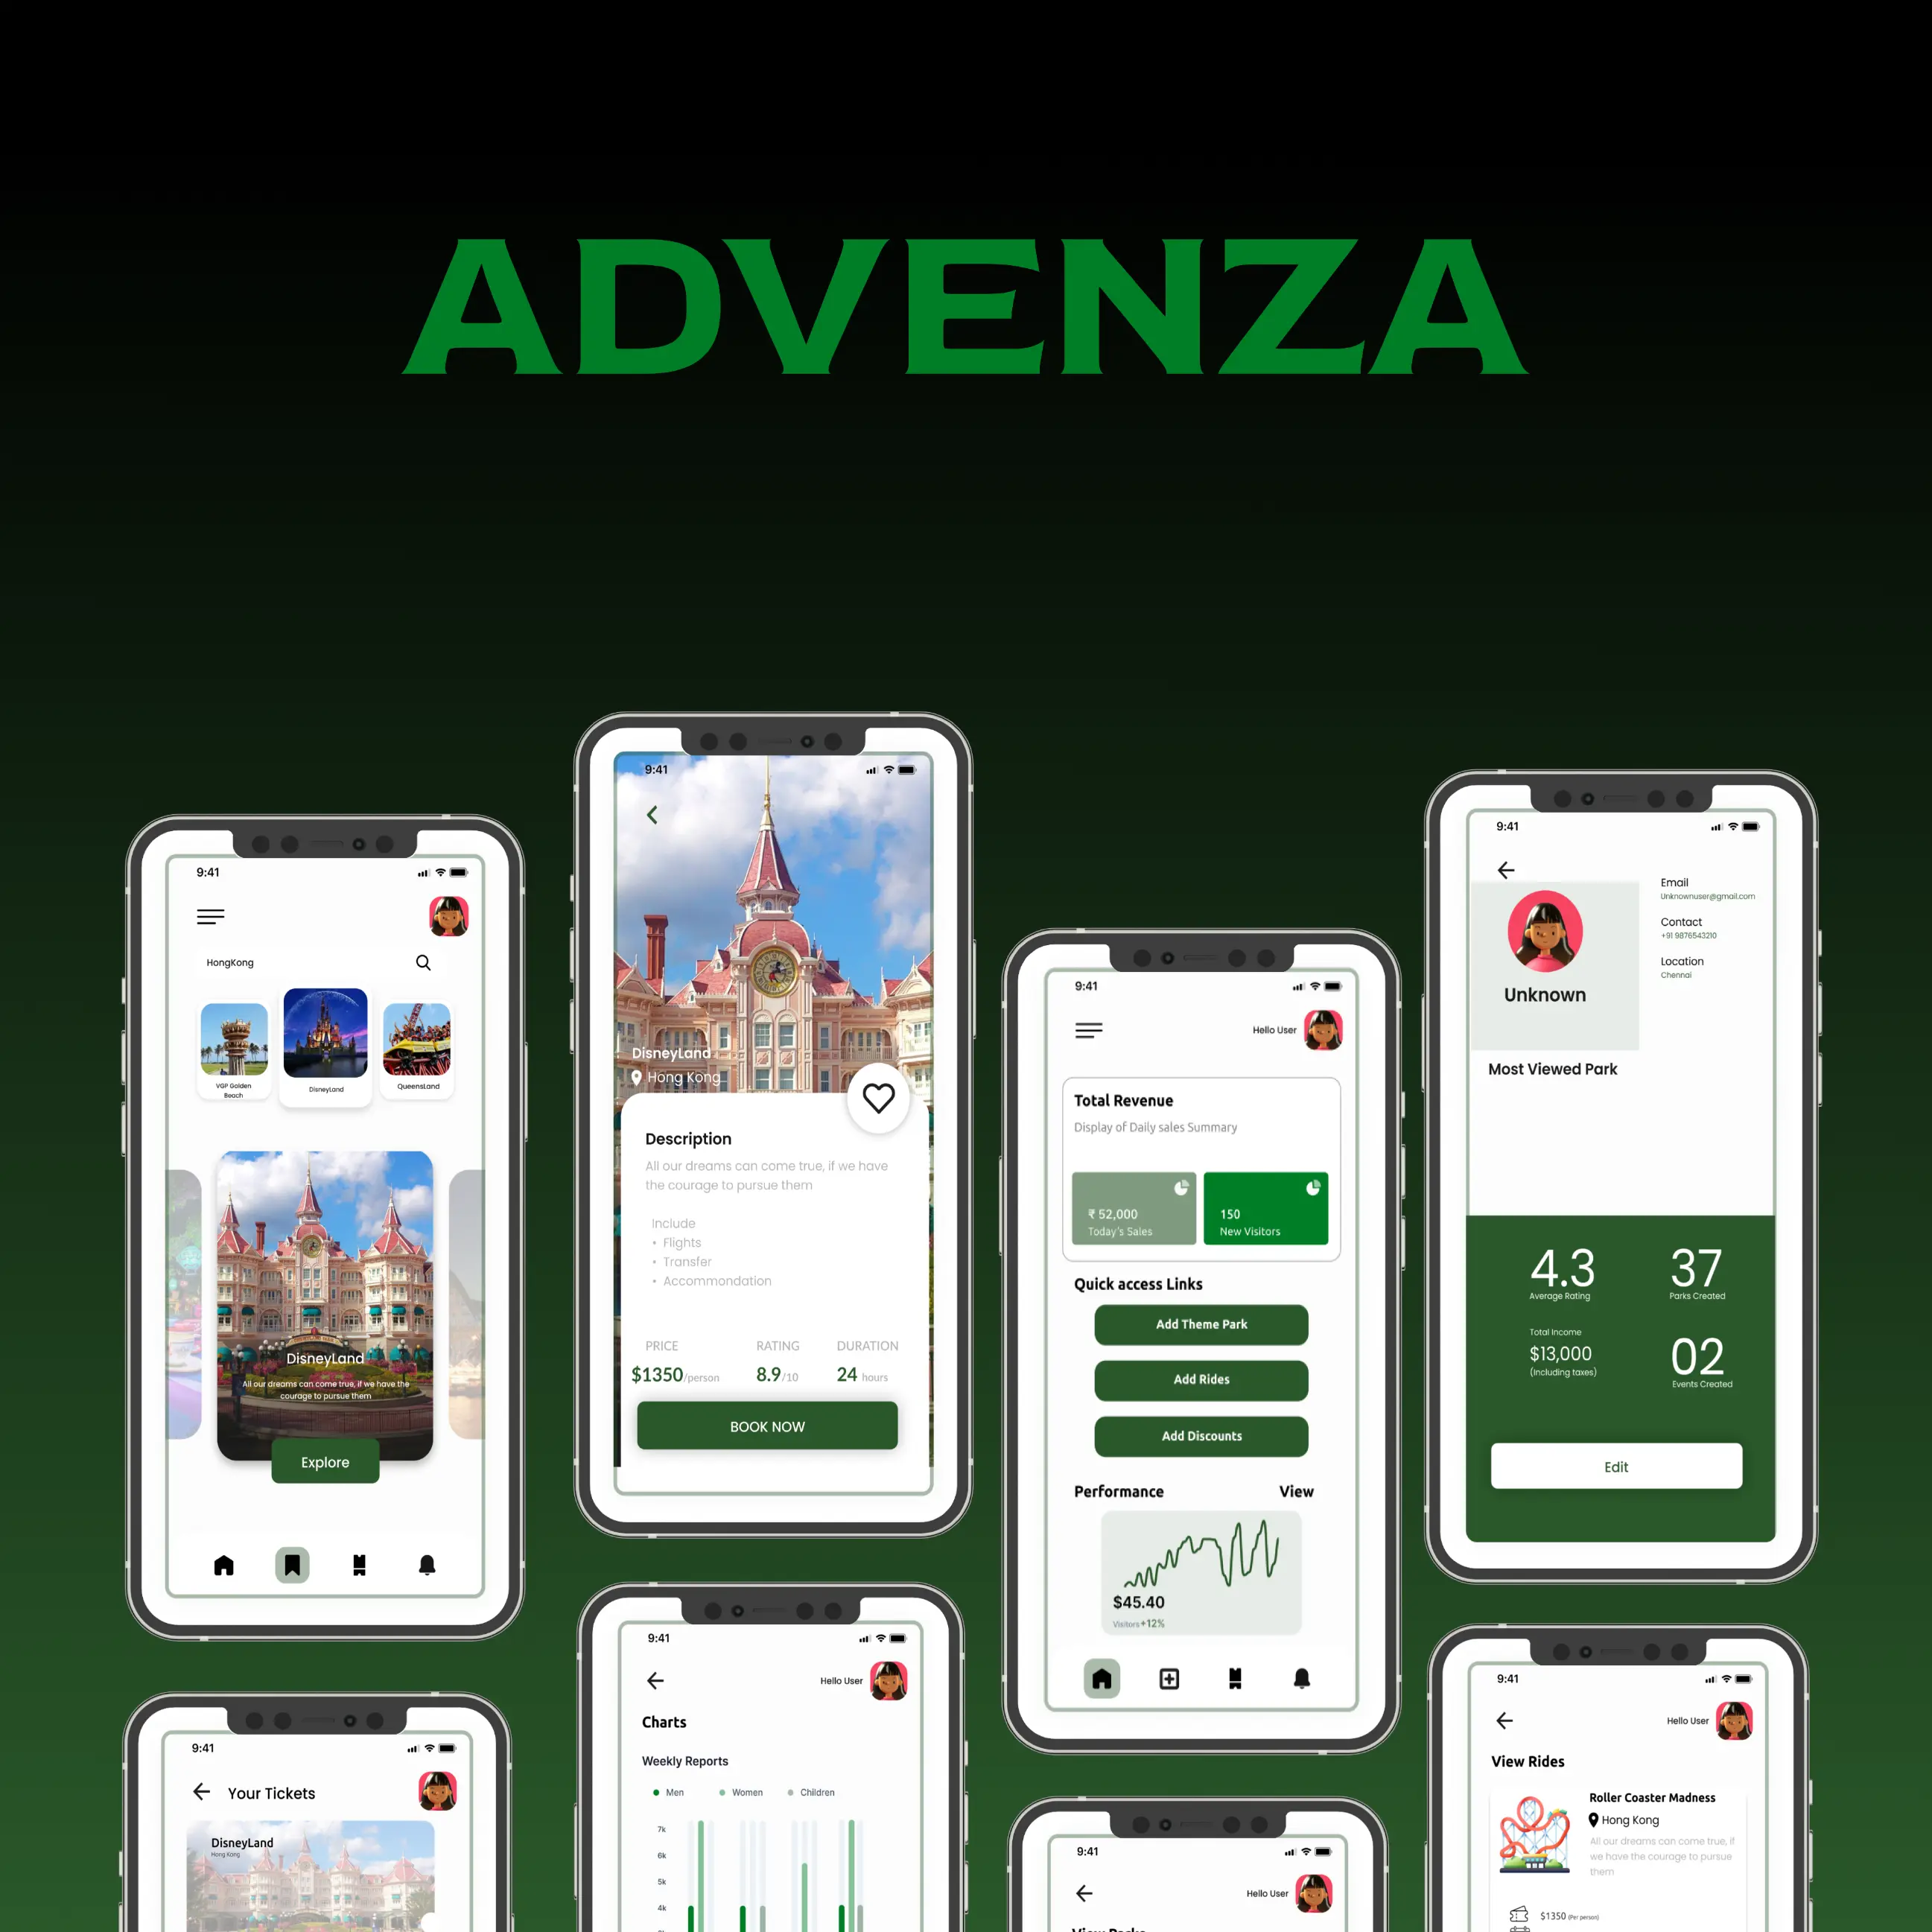 ADVENZA
9:41
HongKong
VGP Golden
Beach
DisneyLand
QueensLand
DisneyLand
All our dreams can come true, if we have the
courage to pursue them
Explore
9:41
DisneyLand
Hong Kong
Description
All our dreams can come true, if we have
the courage to pursue them
Include
• Flights
• Transfer
• Accommondation
PRICE RATING DURATION
$1350/person 8.9/10 24 hours
BOOK NOW
9:41
Hello User
Total Revenue
Display of Daily sales Summary
₹ 52,000
Today's Sales
150
New Visitors
Quick access Links
Add Theme Park
Add Rides
Add Discounts
Performance View
$45.40
Visitors +12%
9:41
Email
Unknownuser@gmail.com
Contact
+91 9876543210
Location
Chennai
Unknown
Most Viewed Park
4.3
Average Rating
37
Parks Created
Total Income
$13,000
(Including taxes)
02
Events Created
Edit
9:41
Your Tickets
DisneyLand
Hong Kong
9:41
Hello User
Charts
Weekly Reports
Men Women Children
7k
6k
5k
4k
9:41
Hello User
9:41
Hello User
View Rides
Roller Coaster Madness
Hong Kong
All our dreams can come true, if
we have the courage to pursue
them
$1350 (Per person)